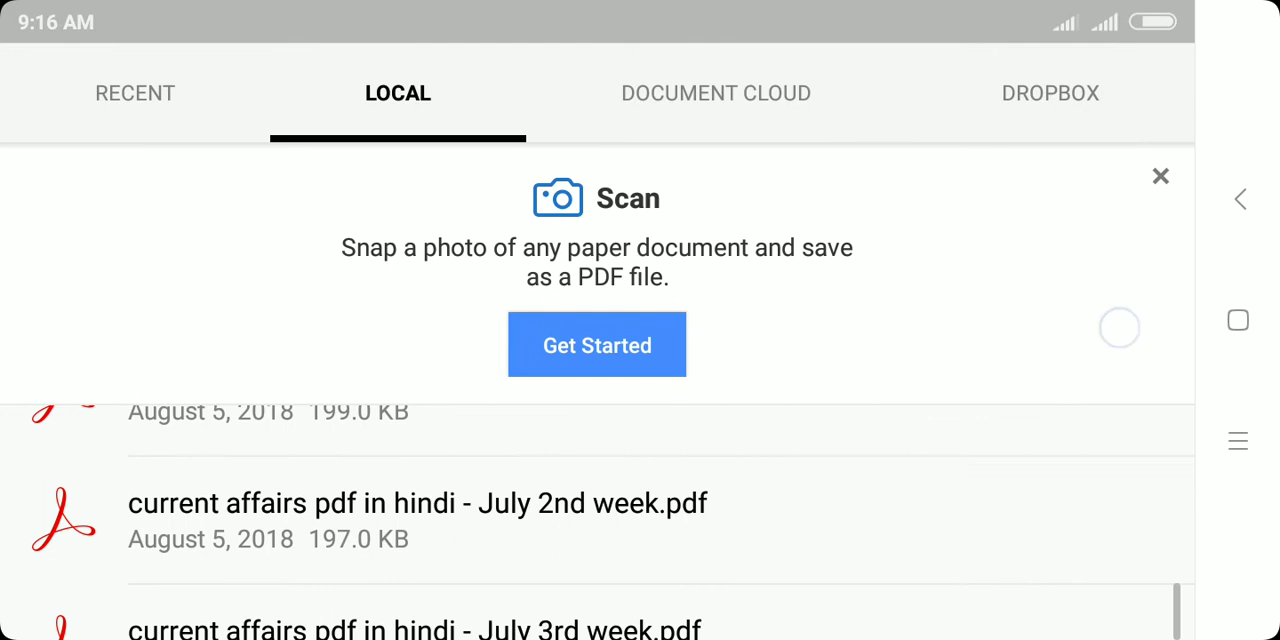 9:16 AM
RECENT
LOCAL
DOCUMENT CLOUD
DROPBOX
Scan
Snap a photo of any paper document and save
as a PDF file.
Get Started
August 5, 2018 199.0 KB
current affairs pdf in hindi - July 2nd week.pdf
August 5, 2018 197.0 KB
current affairs pdf in hindi - July 3rd week.pdf